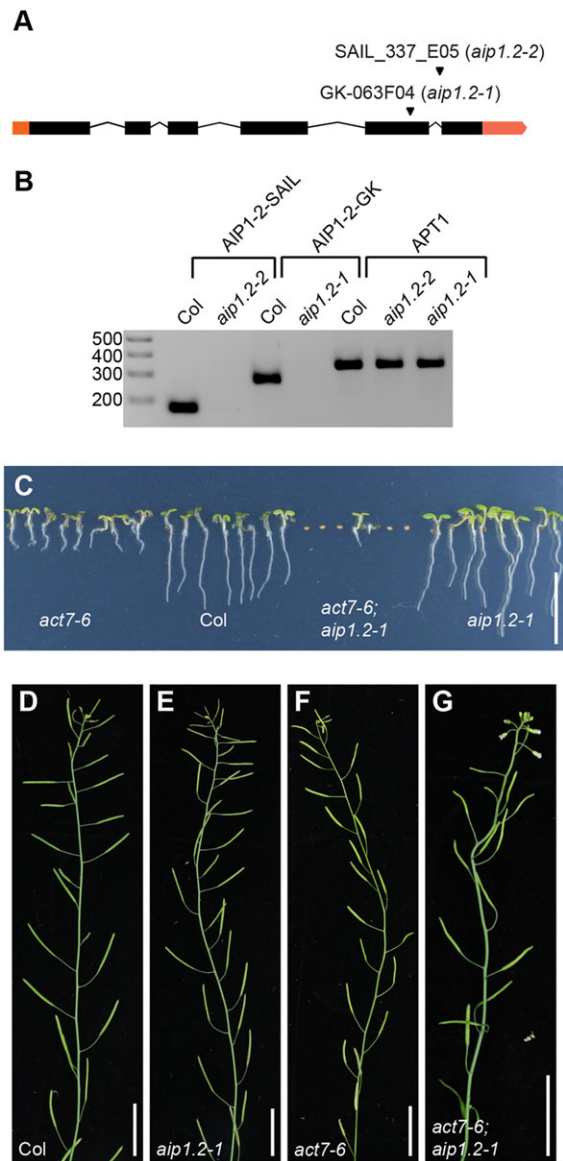 A
SAIL_337_E05 (aip1.2-2)
GK-063F04 (aip1.2-1)
B
AIP1-2-SAIL
AIP1-2-GK
APT1
Col
aip1.2-2
Col
aip1.2-1
Col
aip1.2-2
aip1.2-1
500
400
300
200
C
act7-6
Col
act7-6;
aip1.2-1
aip1.2-1
D
E
F
G
Col
aip1.2-1
act7-6
act7-6;
aip1.2-1